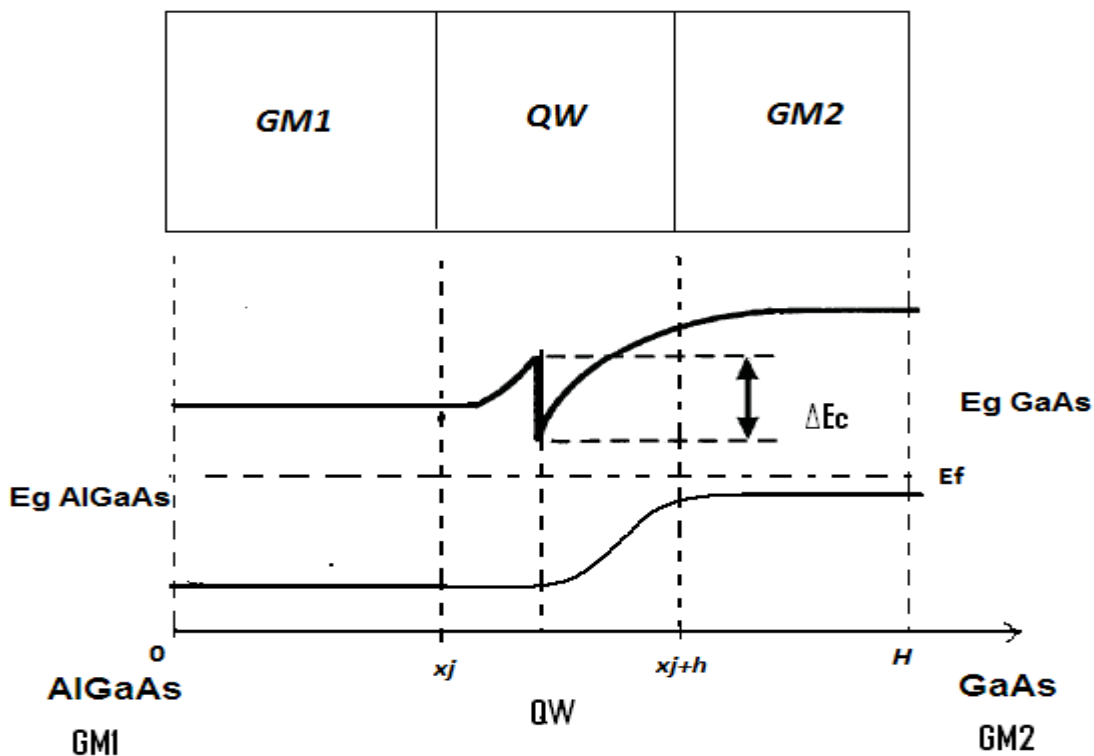 GM1
QW
GM2
Eg GaAs
ΔEc
Ef
Eg AlGaAs
0
xj
xj+h
H
AlGaAs
GaAs
QW
GM1
GM2